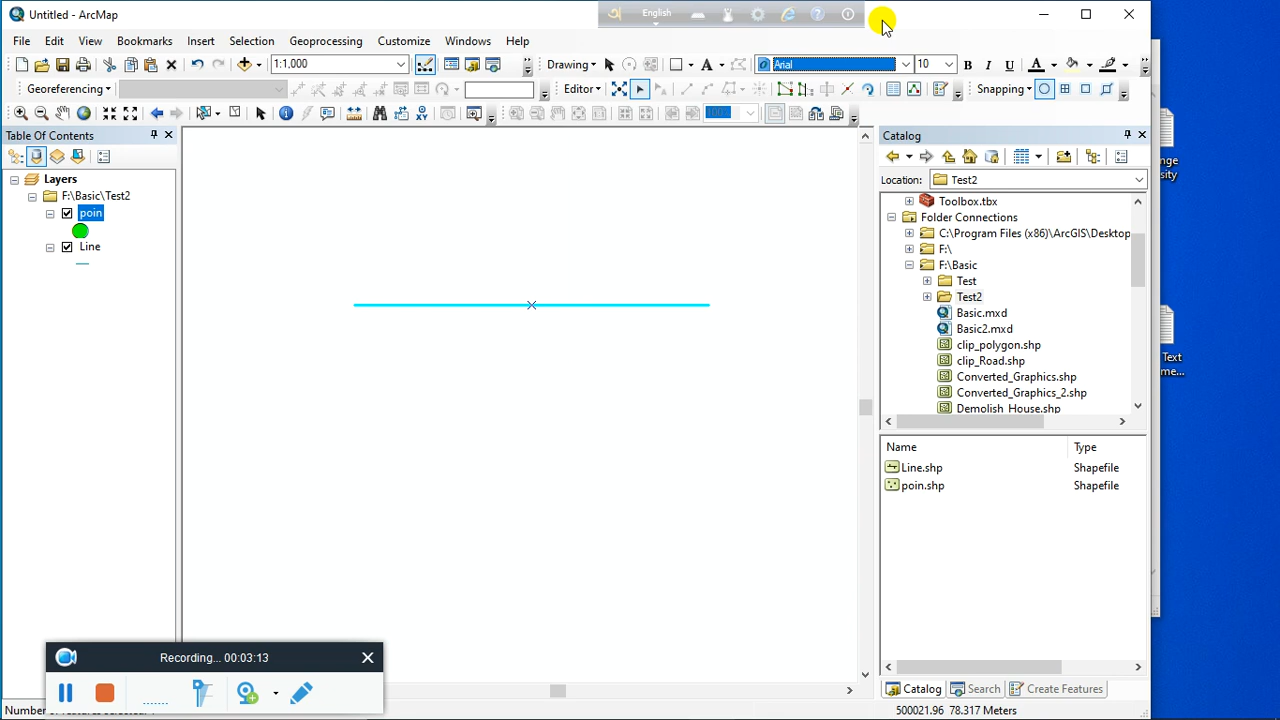 Untitled - ArcMap
English
File Edit View Bookmarks Insert Selection Geoprocessing Customize Windows Help
1:1,000 Drawing Arial 10 B I U A
Georeferencing Editor Snapping
Table Of Contents
Layers
F:\Basic\Test2
poin
Line
Catalog
Location: Test2
Toolbox.tbx
Folder Connections
C:\Program Files (x86)\ArcGIS\Desktop
F:\
F:\Basic
Test
Test2
Basic.mxd
Basic2.mxd
clip_polygon.shp
clip_Road.shp
Converted_Graphics.shp
Converted_Graphics_2.shp
Demolish_House.shp
Name Type
Line.shp Shapefile
poin.shp Shapefile
Catalog Search Create Features
500021.96 78.317 Meters
Recording... 00:03:13
nge
sity
Text
me...